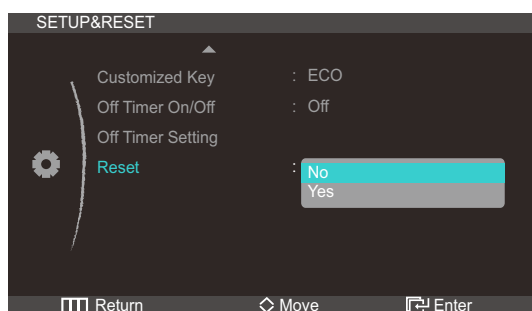 SETUP&RESET
Customized Key : ECO
Off Timer On/Off : Off
Off Timer Setting
Reset : No
Yes
Return Move Enter